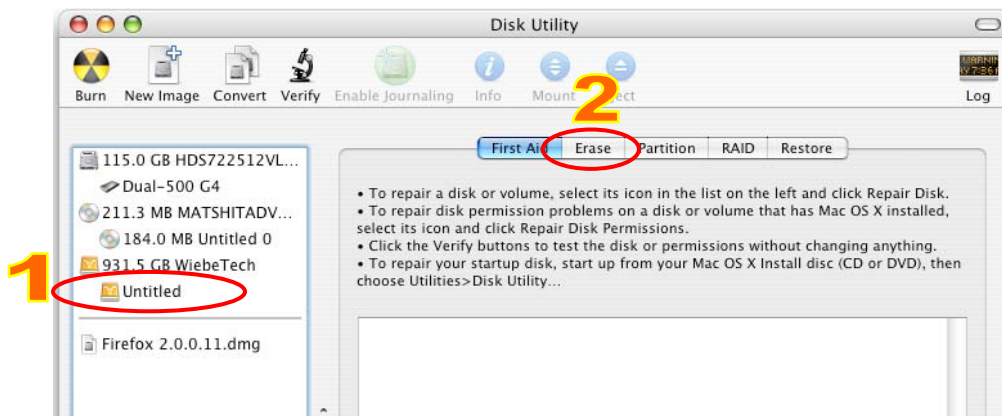 Disk Utility
Burn New Image Convert Verify Enable Journaling Info Mount
Log
2
First Aid Erase Partition RAID Restore
115.0 GB HDS722512VL...
Dual-500 G4
211.3 MB MATSHITADV...
184.0 MB Untitled 0
1
931.5 GB WiebeTech
Untitled
Firefox 2.0.0.11.dmg
• To repair a disk or volume, select its icon in the list on the left and click Repair Disk.
• To repair disk permission problems on a disk or volume that has Mac OS X installed,
select its icon and click Repair Disk Permissions.
• Click the Verify buttons to test the disk or permissions without changing anything.
• To repair your startup disk, start up from your Mac OS X Install disc (CD or DVD), then
choose Utilities>Disk Utility...